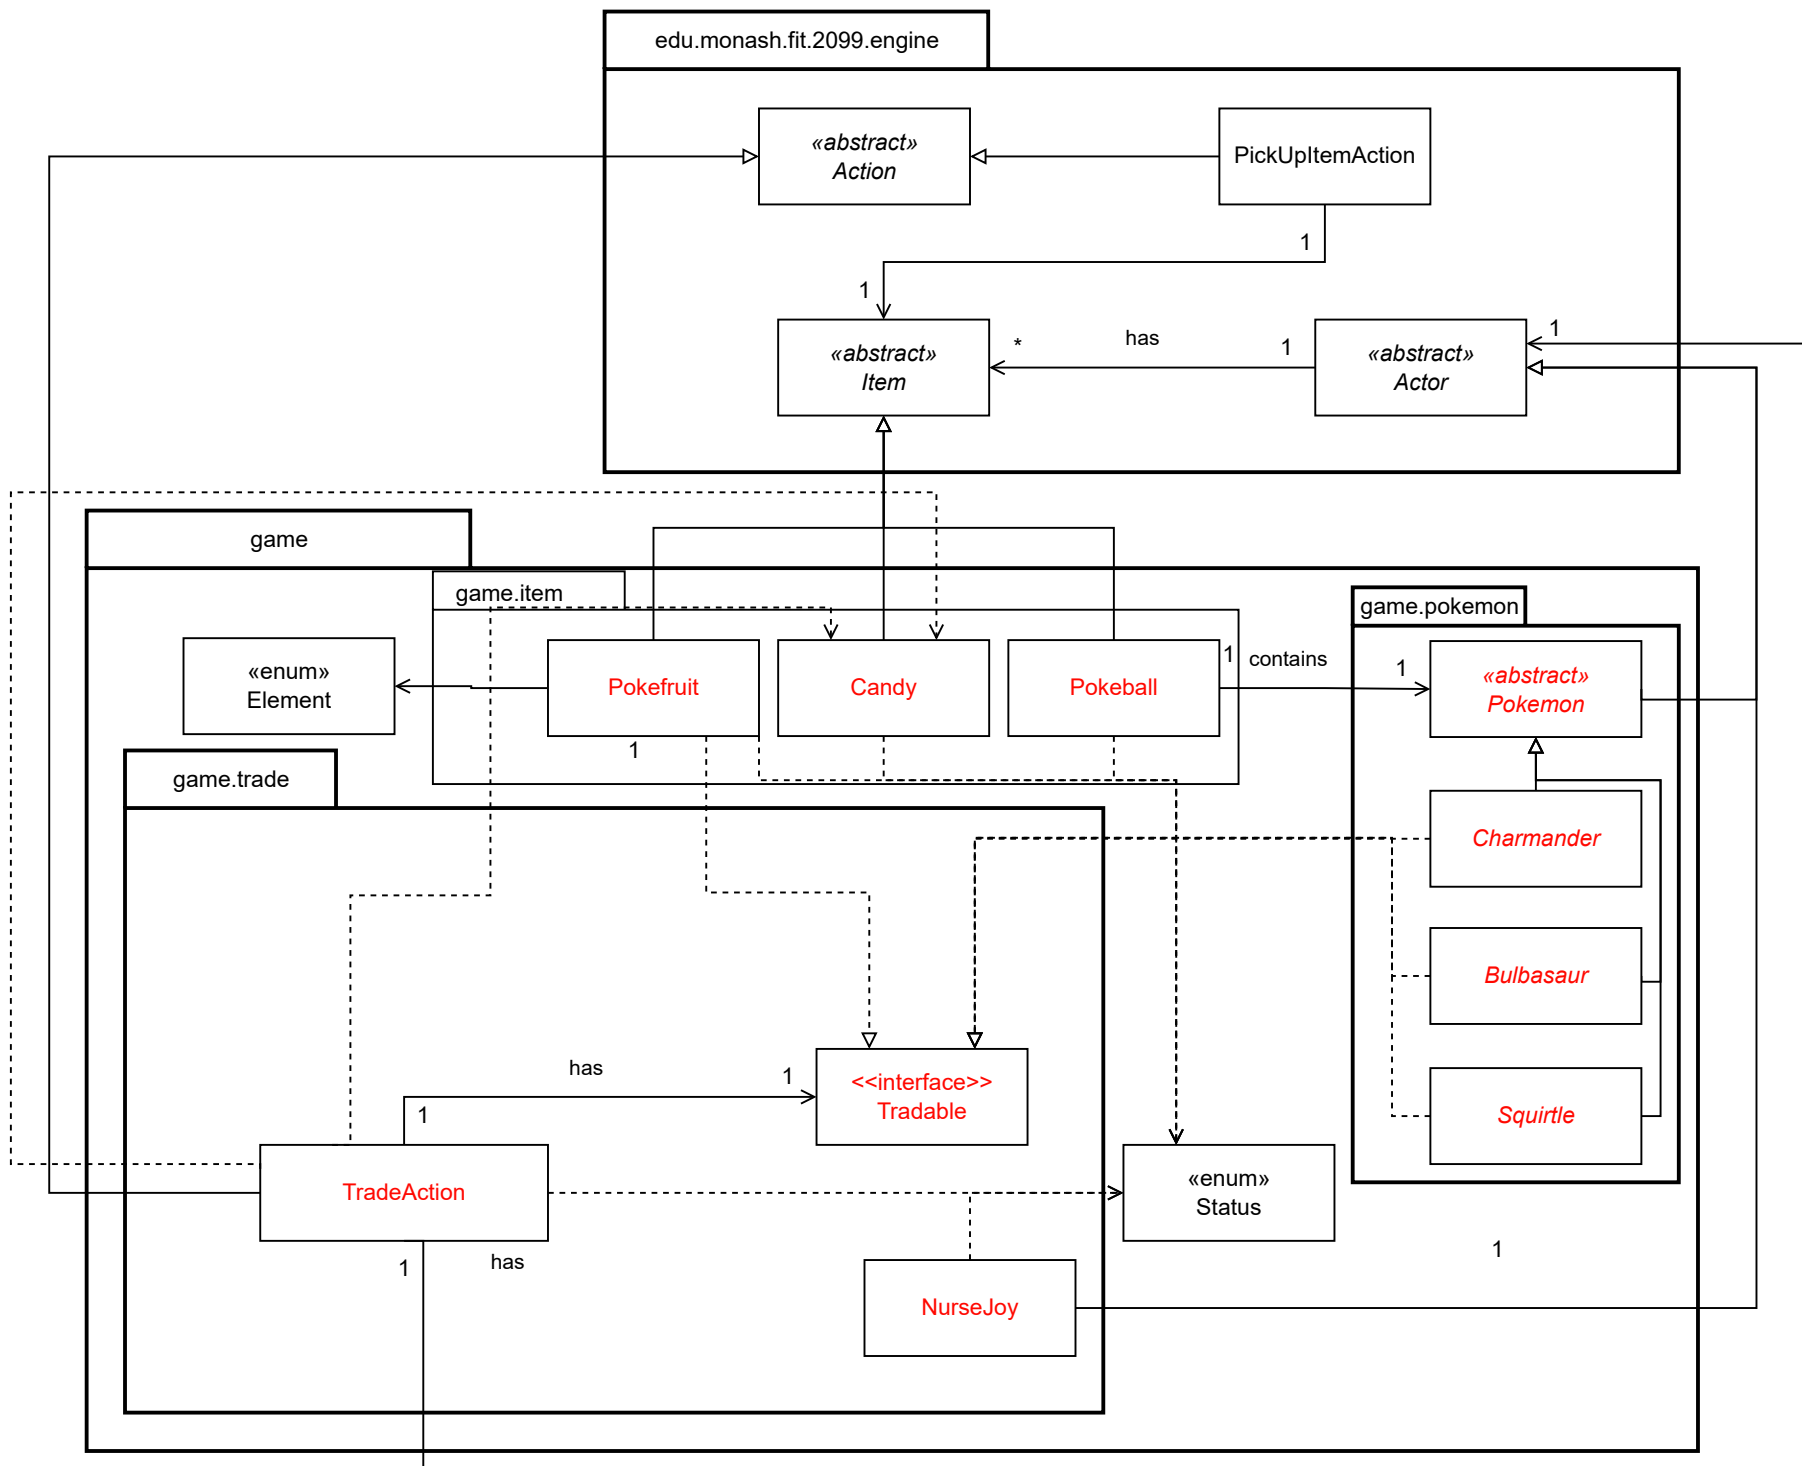 edu.monash.fit.2099.engine
«abstract»
Action
PickUpItemAction
1
1
«abstract»
Item
*
has
1
«abstract»
Actor
1
game
game.item
game.pokemon
«enum»
Element
Pokefruit
1
Candy
Pokeball
1
contains
1
«abstract»
Pokemon
game.trade
Charmander
Bulbasaur
Squirtle
has
1
1
<<interface>>
Tradable
TradeAction
«enum»
Status
1
has
1
NurseJoy